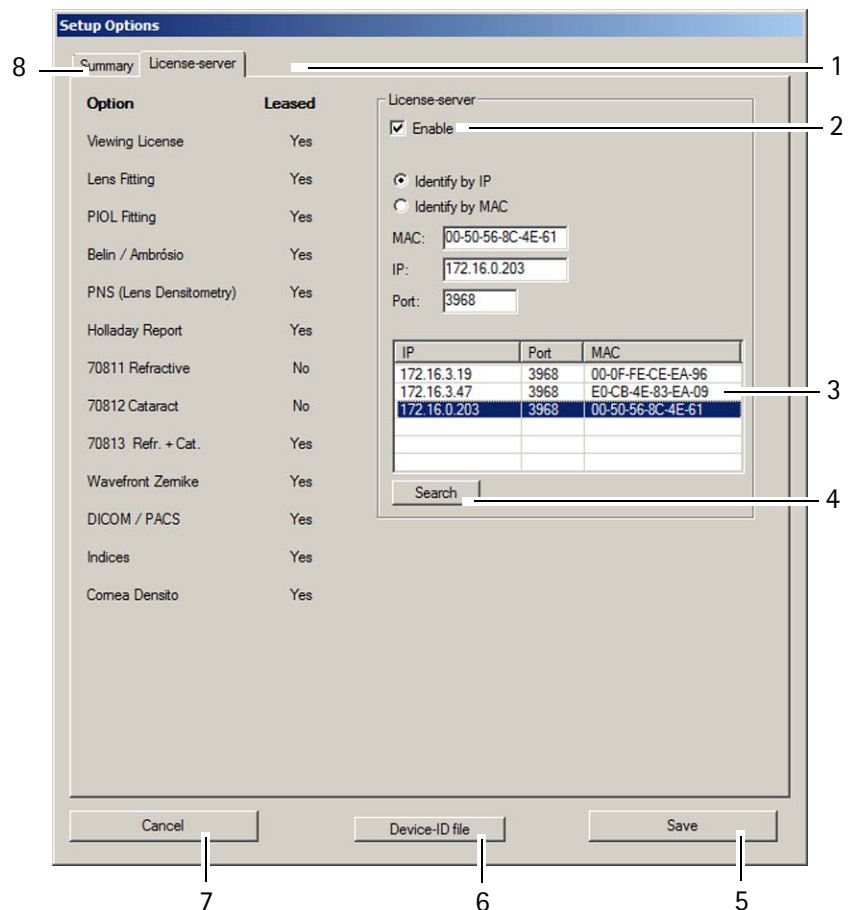 Setup Options
Summary License-server
8
1
Option Leased
Viewing License Yes
Lens Fitting Yes
PIOL Fitting Yes
Belin / Ambrósio Yes
PNS (Lens Densitometry) Yes
Holladay Report Yes
70811 Refractive No
70812 Cataract No
70813 Refr. + Cat. Yes
Wavefront Zernike Yes
DICOM / PACS Yes
Indices Yes
Cornea Densito Yes
License-server
Enable
2
Identify by IP
Identify by MAC
MAC: 00-50-56-8C-4E-61
IP: 172.16.0.203
Port: 3968
IP Port MAC
172.16.3.19 3968 00-0F-FE-CE-EA-96
172.16.3.47 3968 E0-CB-4E-83-EA-09
3
172.16.0.203 3968 00-50-56-8C-4E-61
Search
4
Cancel Device-ID file Save
7 6 5